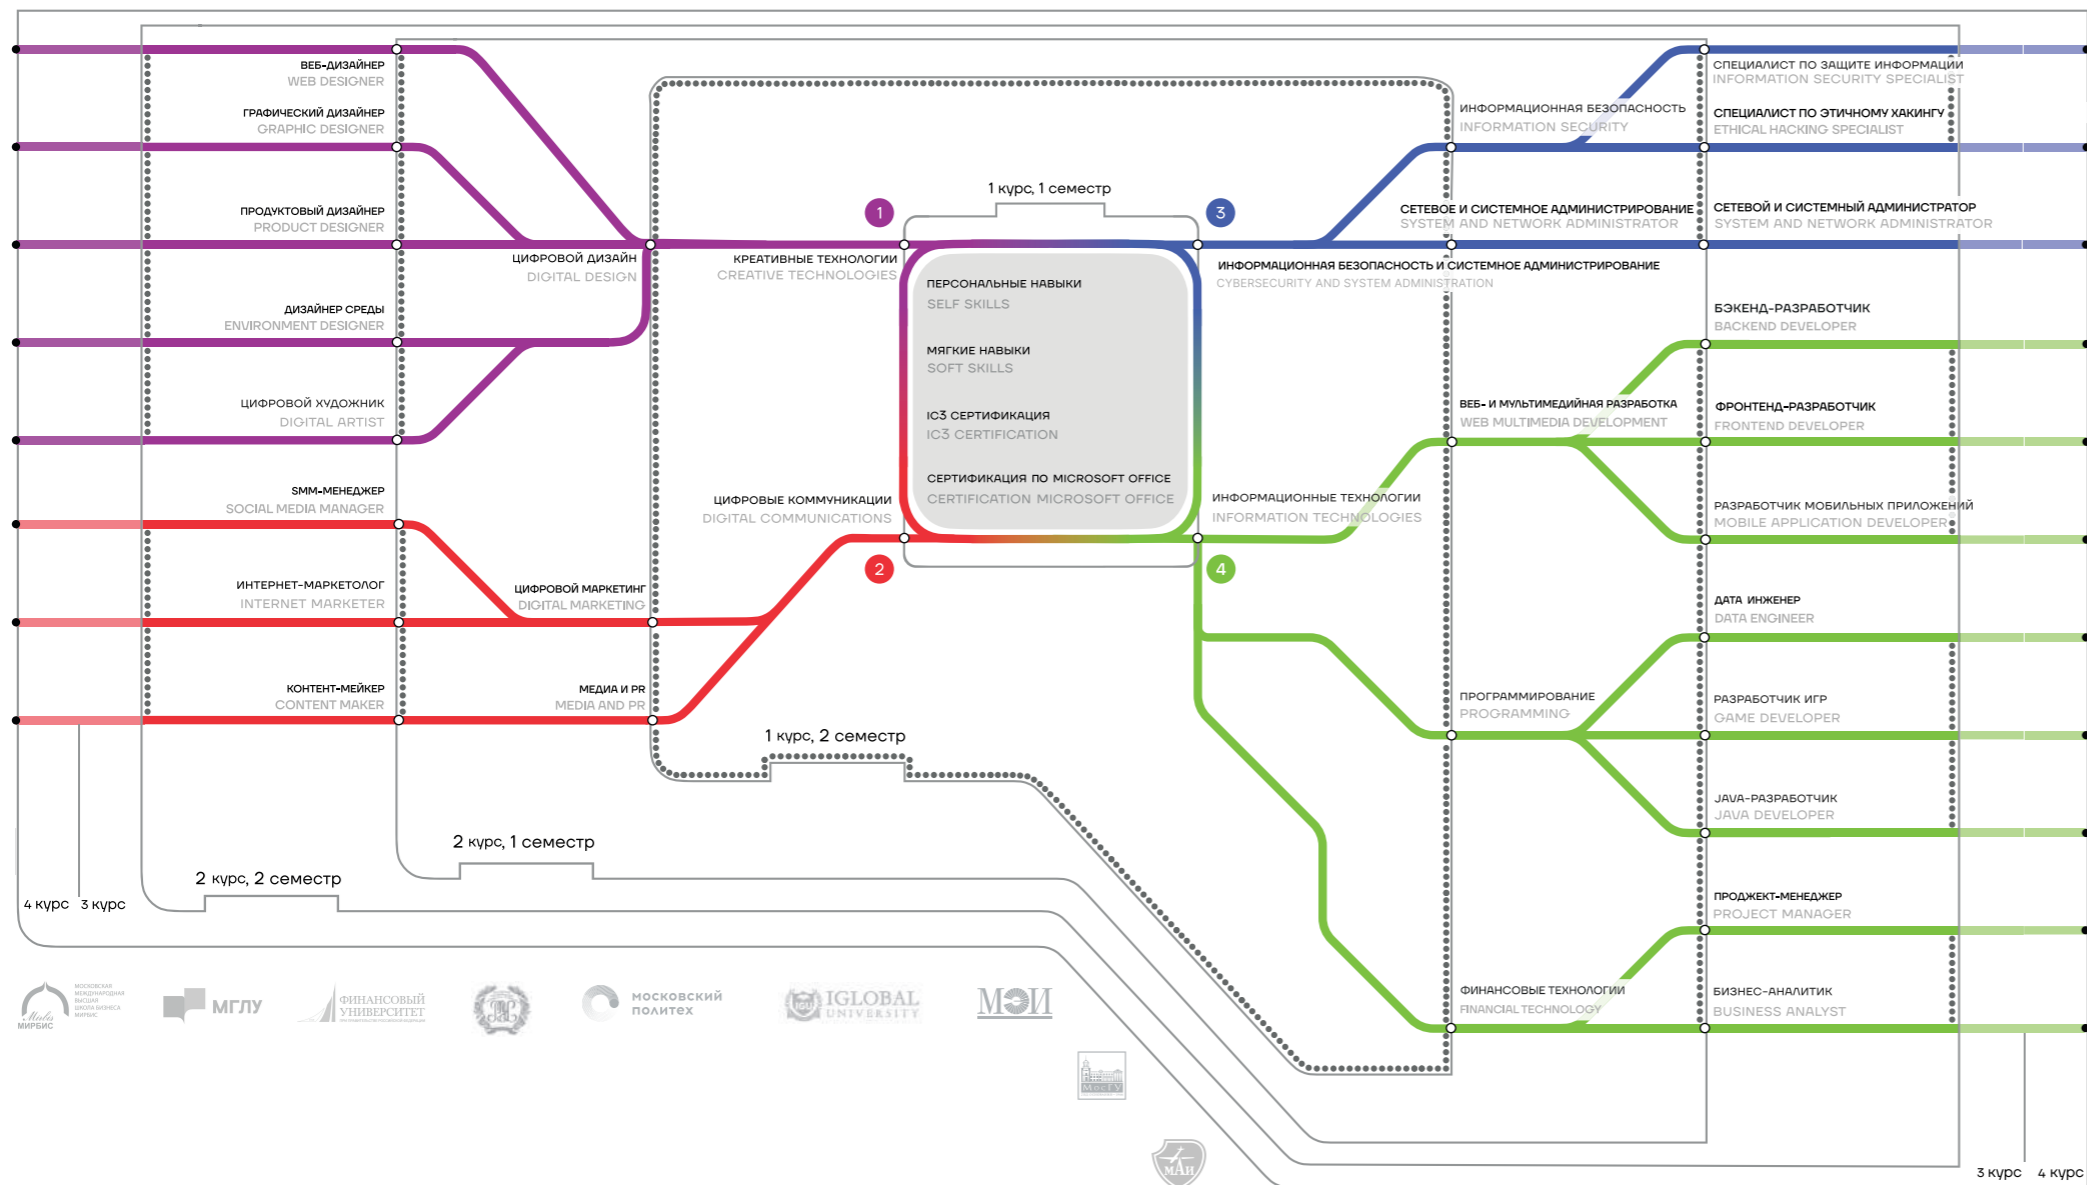 ВЕБ-ДИЗАЙНЕР
WEB DESIGNER
ГРАФИЧЕСКИЙ ДИЗАЙНЕР
GRAPHIC DESIGNER
ПРОДУКТОВЫЙ ДИЗАЙНЕР
PRODUCT DESIGNER
ДИЗАЙНЕР СРЕДЫ
ENVIRONMENT DESIGNER
ЦИФРОВОЙ ХУДОЖНИК
DIGITAL ARTIST
SMM-МЕНЕДЖЕР
SOCIAL MEDIA MANAGER
ИНТЕРНЕТ-МАРКЕТОЛОГ
INTERNET MARKETER
КОНТЕНТ-МЕЙКЕР
CONTENT MAKER
ЦИФРОВОЙ ДИЗАЙН
DIGITAL DESIGN
ЦИФРОВОЙ МАРКЕТИНГ
DIGITAL MARKETING
МЕДИА И PR
MEDIA AND PR
1
КРЕАТИВНЫЕ ТЕХНОЛОГИИ
CREATIVE TECHNOLOGIES
ЦИФРОВЫЕ КОММУНИКАЦИИ
DIGITAL COMMUNICATIONS
2
1 курс, 1 семестр
ПЕРСОНАЛЬНЫЕ НАВЫКИ
SELF SKILLS
МЯГКИЕ НАВЫКИ
SOFT SKILLS
IC3 СЕРТИФИКАЦИЯ
IC3 CERTIFICATION
СЕРТИФИКАЦИЯ ПО MICROSOFT OFFICE
CERTIFICATION MICROSOFT OFFICE
3
ИНФОРМАЦИОННАЯ БЕЗОПАСНОСТЬ И СИСТЕМНОЕ АДМИНИСТРИРОВАНИЕ
CYBERSECURITY AND SYSTEM ADMINISTRATION
ИНФОРМАЦИОННЫЕ ТЕХНОЛОГИИ
INFORMATION TECHNOLOGIES
4
ИНФОРМАЦИОННАЯ БЕЗОПАСНОСТЬ
INFORMATION SECURITY
СЕТЕВОЕ И СИСТЕМНОЕ АДМИНИСТРИРОВАНИЕ
SYSTEM AND NETWORK ADMINISTRATOR
ВЕБ- И МУЛЬТИМЕДИЙНАЯ РАЗРАБОТКА
WEB MULTIMEDIA DEVELOPMENT
ПРОГРАММИРОВАНИЕ
PROGRAMMING
ФИНАНСОВЫЕ ТЕХНОЛОГИИ
FINANCIAL TECHNOLOGY
СПЕЦИАЛИСТ ПО ЗАЩИТЕ ИНФОРМАЦИИ
INFORMATION SECURITY SPECIALIST
СПЕЦИАЛИСТ ПО ЭТИЧНОМУ ХАКИНГУ
ETHICAL HACKING SPECIALIST
СЕТЕВОЙ И СИСТЕМНЫЙ АДМИНИСТРАТОР
SYSTEM AND NETWORK ADMINISTRATOR
БЭКЕНД-РАЗРАБОТЧИК
BACKEND DEVELOPER
ФРОНТЕНД-РАЗРАБОТЧИК
FRONTEND DEVELOPER
РАЗРАБОТЧИК МОБИЛЬНЫХ ПРИЛОЖЕНИЙ
MOBILE APPLICATION DEVELOPER
ДАТА ИНЖЕНЕР
DATA ENGINEER
РАЗРАБОТЧИК ИГР
GAME DEVELOPER
JAVA-РАЗРАБОТЧИК
JAVA DEVELOPER
ПРОДЖЕКТ-МЕНЕДЖЕР
PROJECT MANAGER
БИЗНЕС-АНАЛИТИК
BUSINESS ANALYST
1 курс, 2 семестр
2 курс, 1 семестр
2 курс, 2 семестр
4 курс 3 курс
Mirbis
МИРБИС
МОСКОВСКАЯ
МЕЖДУНАРОДНАЯ
ВЫСШАЯ
ШКОЛА БИЗНЕСА
МИРБИС
МГЛУ
ФИНАНСОВЫЙ
УНИВЕРСИТЕТ
МОСКОВСКИЙ
ПОЛИТЕХ
IGU
IGLOBAL
UNIVERSITY
МЭИ
МосГУ
МАИ
3 курс 4 курс